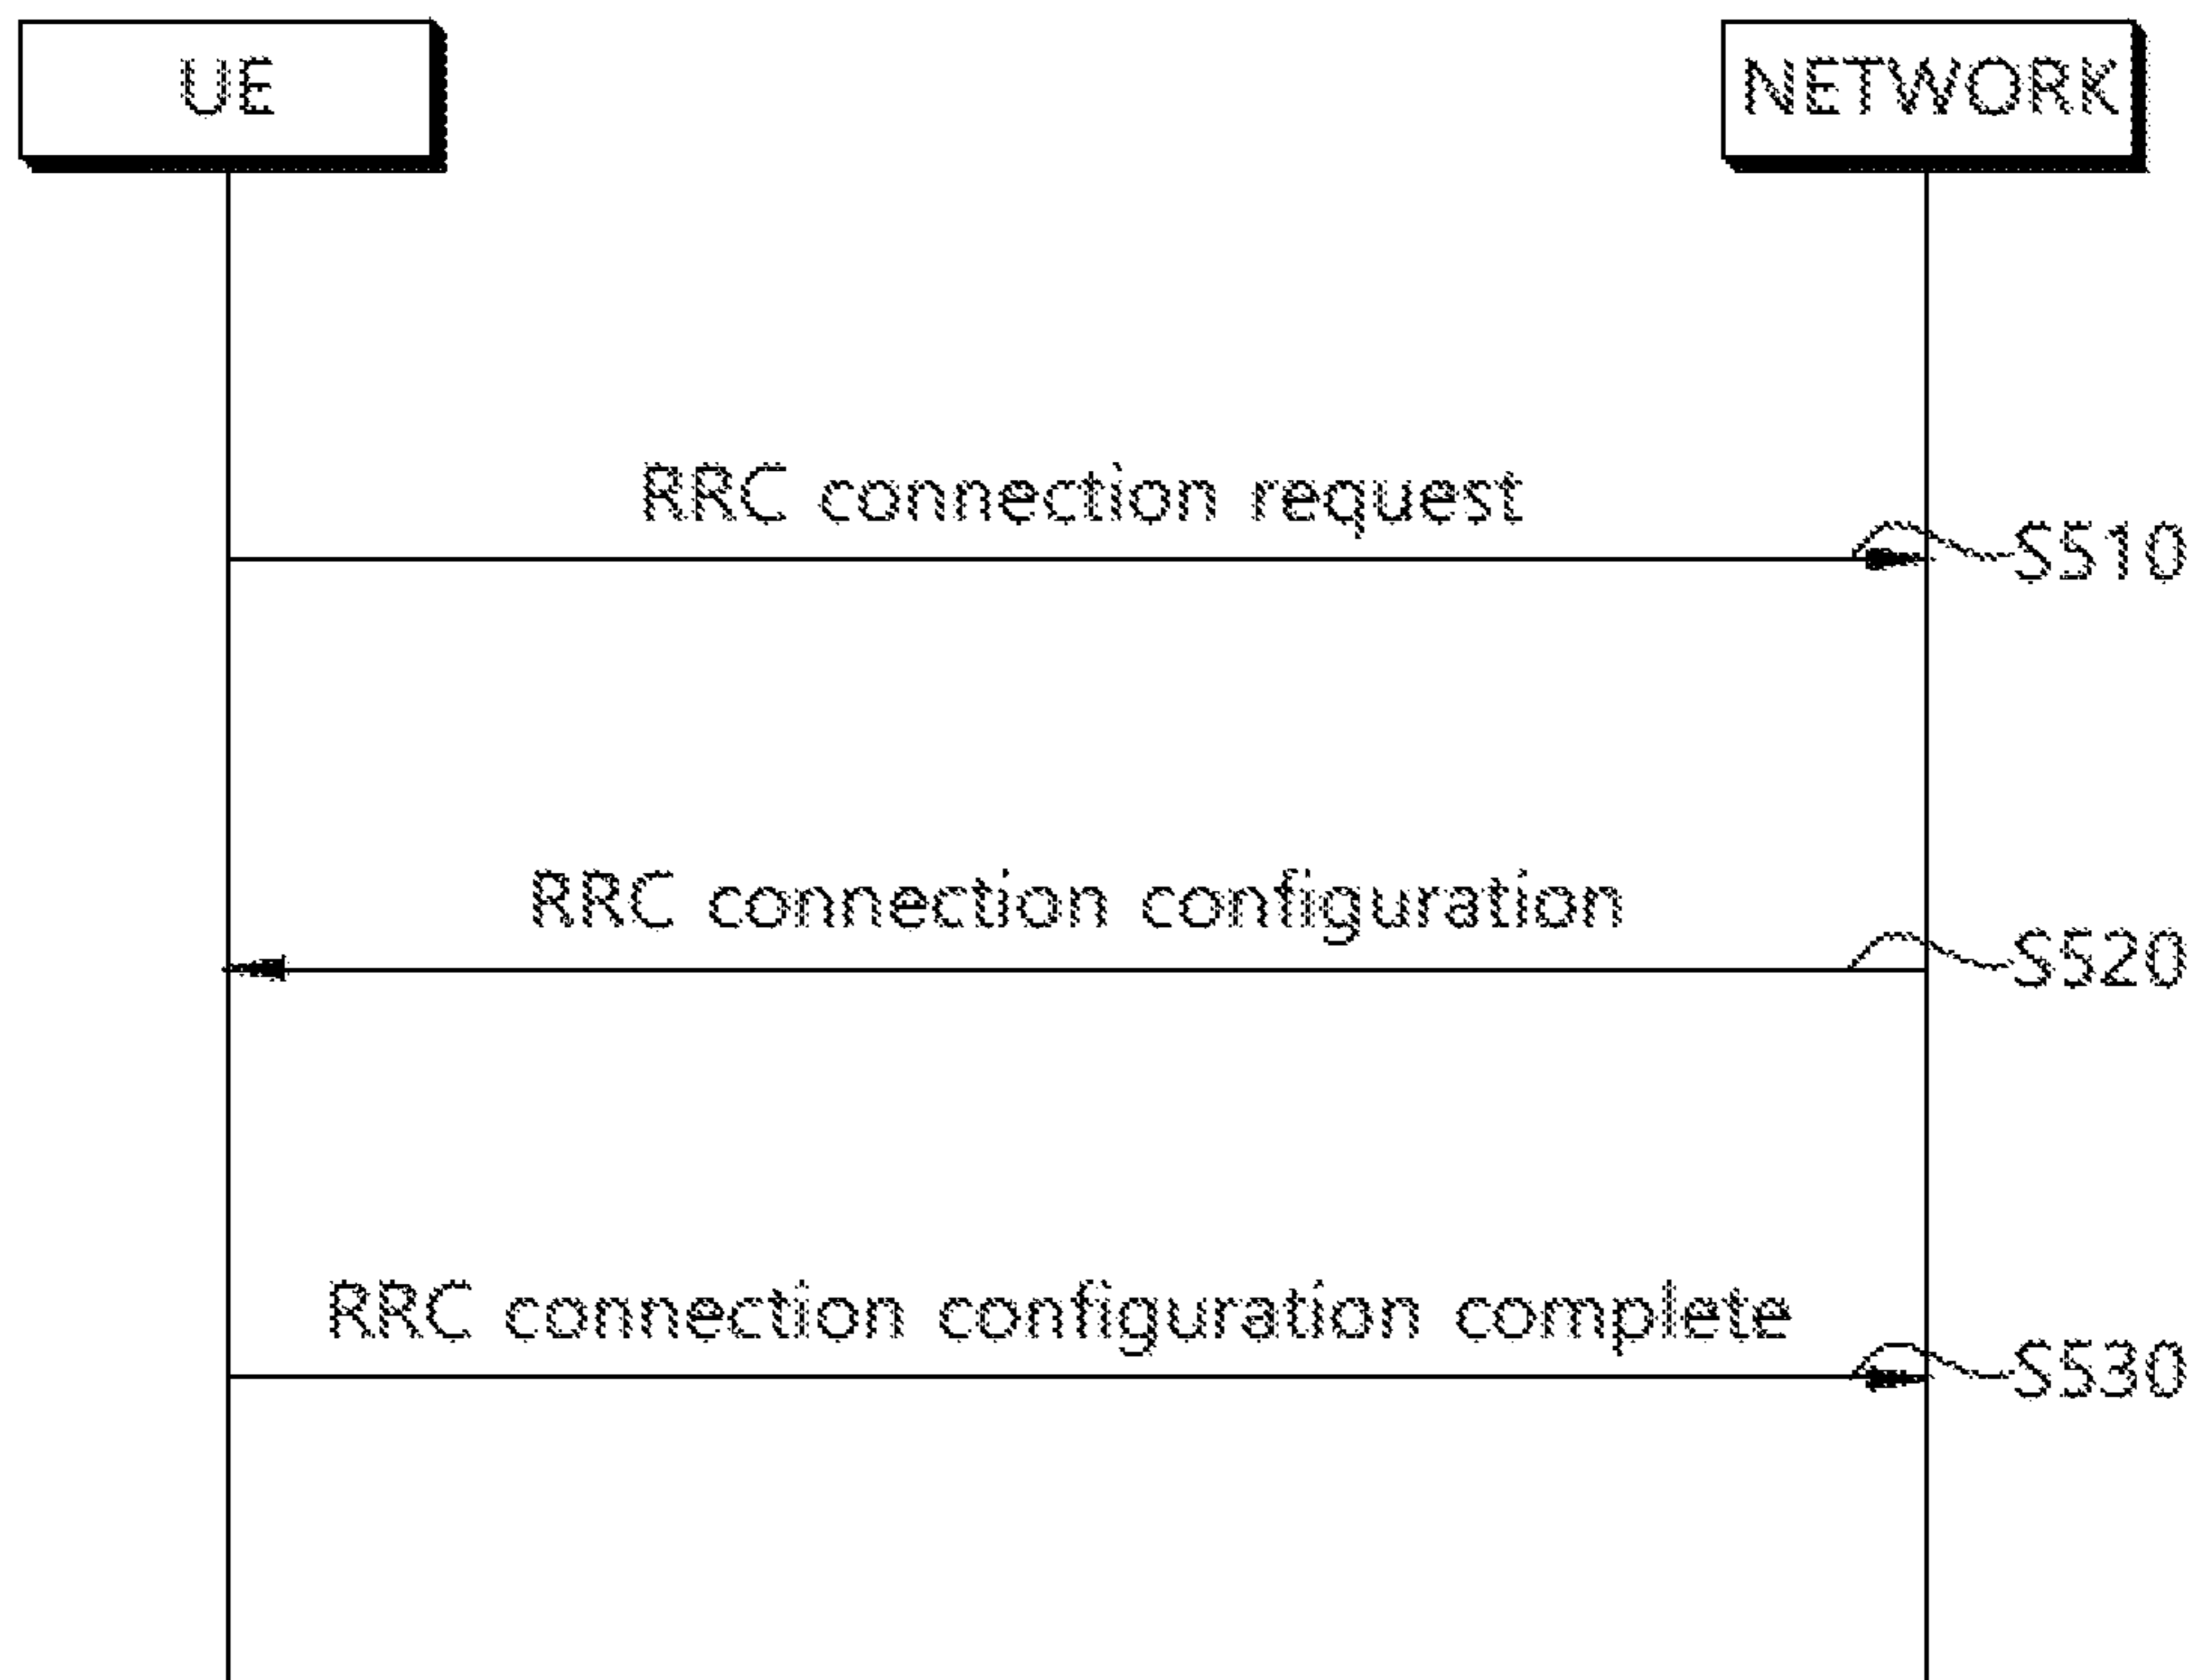 UE
NETWORK
RRC connection request
S510
RRC connection configuration
S520
RRC connection configuration complete
S530